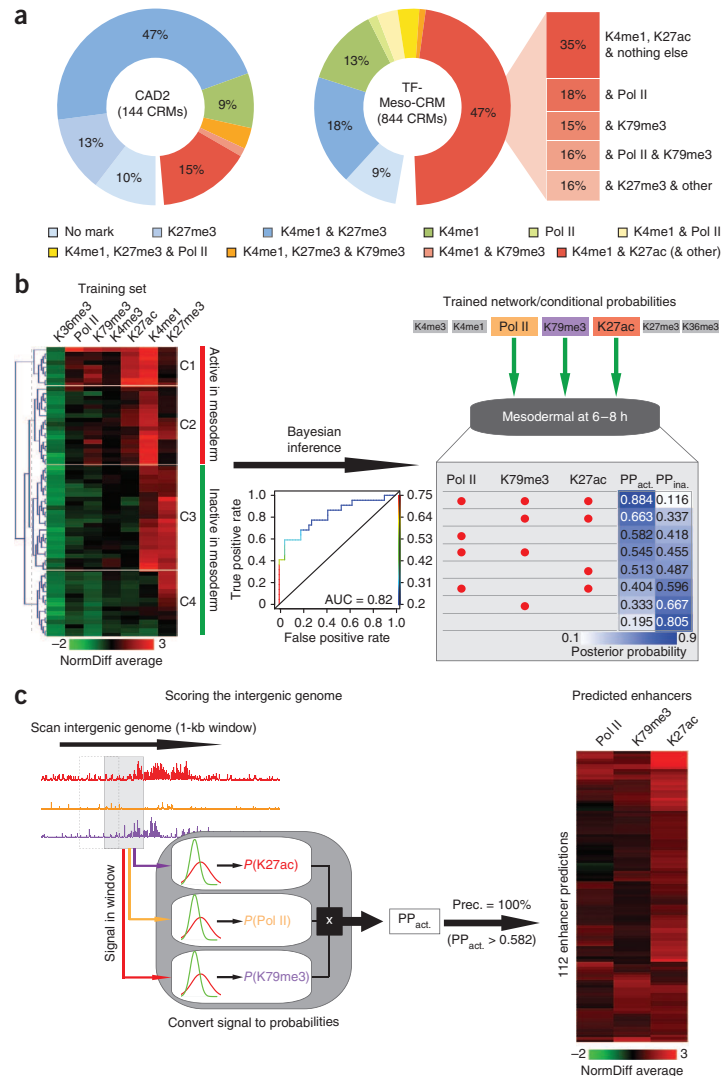 a
47%
9%
15%
10%
13%
CAD2
(144 CRMs)
13%
18%
9%
47%
TF-
Meso-CRM
(844 CRMs)
35%
K4me1, K27ac
& nothing else
18%
& Pol II
15%
& K79me3
16%
& Pol II & K79me3
16%
& K27me3 & other
No mark
K27me3
K4me1 & K27me3
K4me1
Pol II
K4me1 & Pol II
K4me1, K27me3 & Pol II
K4me1, K27me3 & K79me3
K4me1 & K79me3
K4me1 & K27ac (& other)
b
Training set
K36me3
Pol II
K79me3
K4me3
K27ac
K4me1
K27me3
C1
C2
C3
C4
Active in mesoderm
Inactive in mesoderm
−2
3
NormDiff average
Bayesian
inference
True positive rate
1.0
0.8
0.6
0.4
0.2
0
0
0.2
0.4
0.6
0.8
1.0
False positive rate
AUC = 0.82
0.75
0.64
0.53
0.42
0.31
0.2
Trained network/conditional probabilities
K4me3
K4me1
Pol II
K79me3
K27ac
K27me3
K36me3
Mesodermal at 6–8 h
Pol II K79me3 K27ac PPact. PPina.
0.884 0.116
0.663 0.337
0.582 0.418
0.545 0.455
0.513 0.487
0.404 0.596
0.333 0.667
0.195 0.805
0.1
0.9
Posterior probability
c
Scoring the intergenic genome
Scan intergenic genome (1-kb window)
Signal in window
P(K27ac)
P(Pol II)
P(K79me3)
x
Convert signal to probabilities
PPact.
Prec. = 100%
(PPact. > 0.582)
Predicted enhancers
Pol II
K79me3
K27ac
112 enhancer predictions
−2
3
NormDiff average